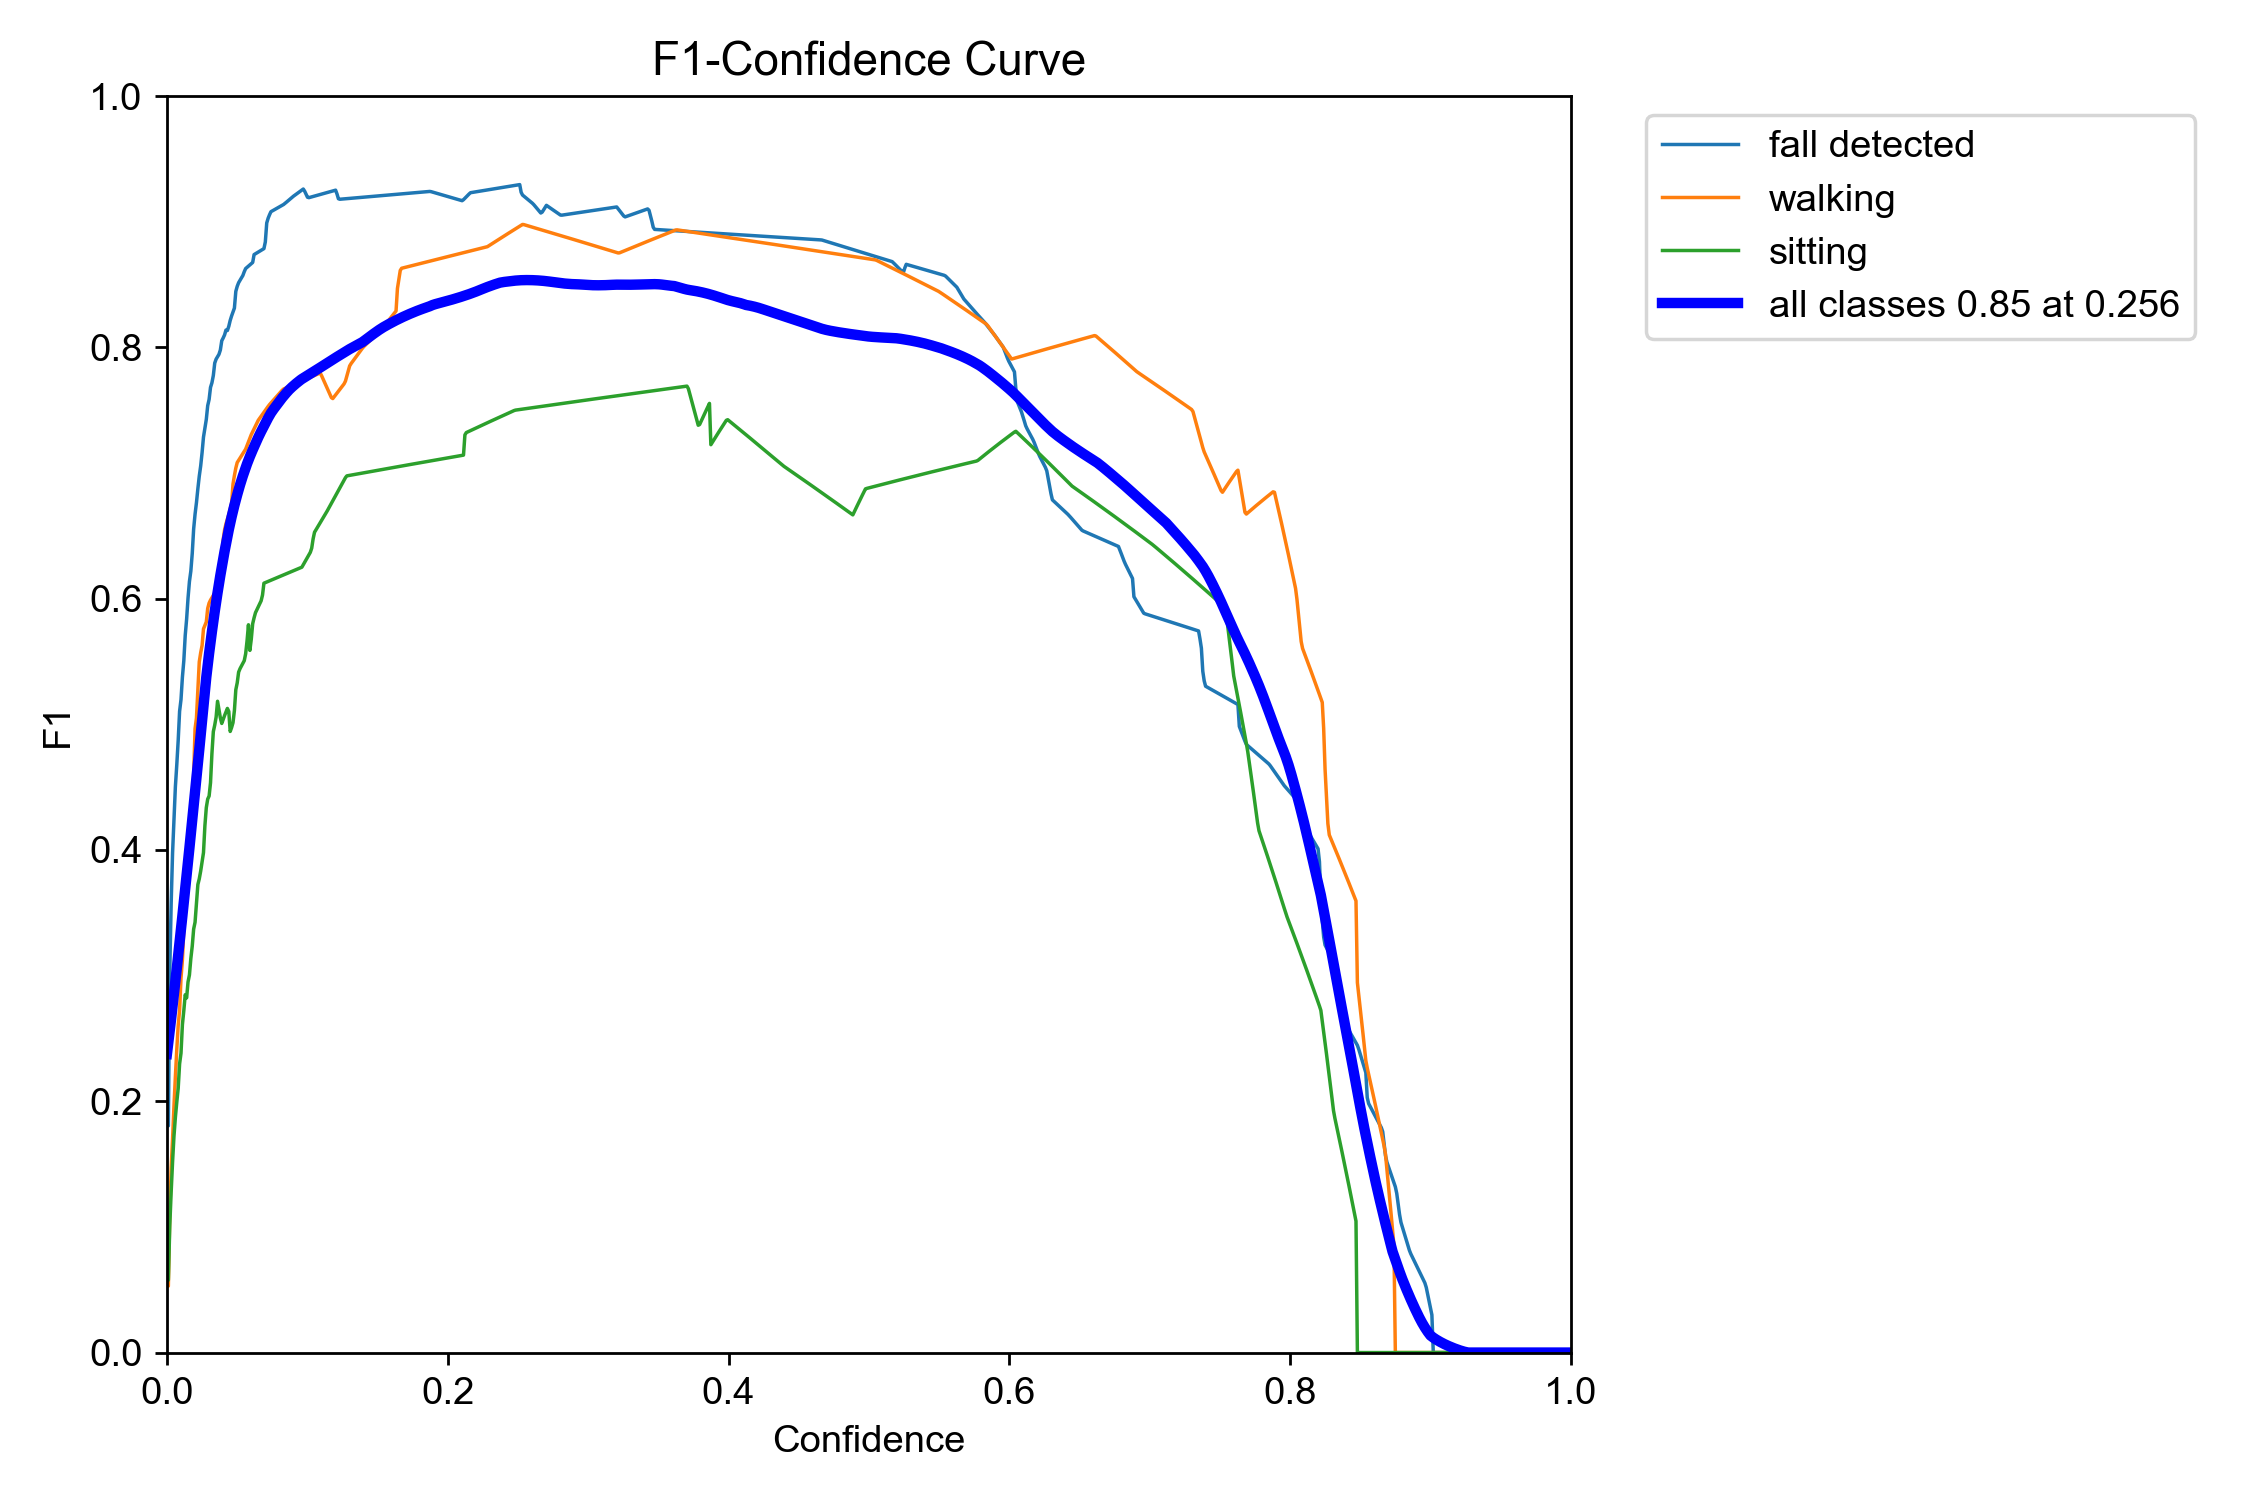 F1-Confidence Curve
1.0
0.8
0.6
0.4
0.2
0.0
F1
0.0 0.2 0.4 0.6 0.8 1.0
Confidence
fall detected
walking
sitting
all classes 0.85 at 0.256